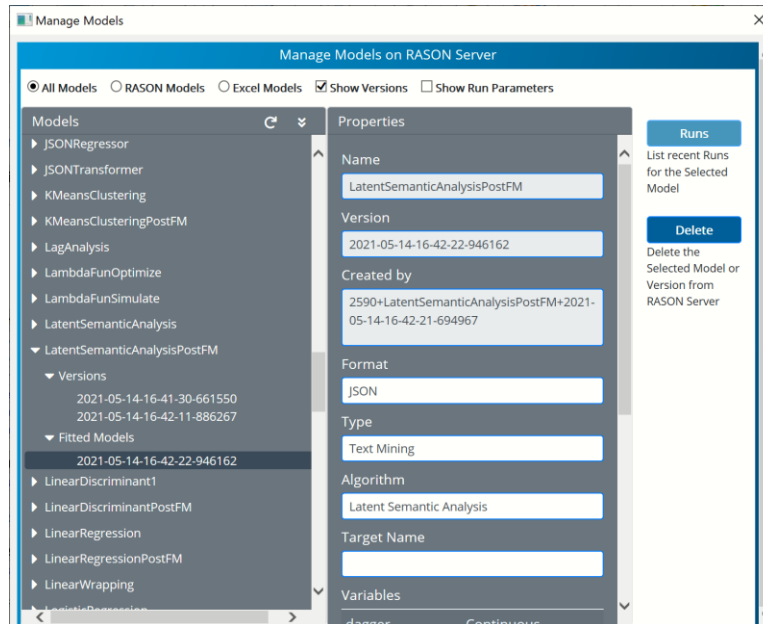 Manage Models
Manage Models on RASON Server
All Models RASON Models Excel Models Show Versions Show Run Parameters
Models
JSONRegressor
JSONTransformer
KMeansClustering
KMeansClusteringPostFM
LagAnalysis
LambdaFunOptimize
LambdaFunSimulate
LatentSemanticAnalysis
LatentSemanticAnalysisPostFM
Versions
2021-05-14-16-41-30-661550
2021-05-14-16-42-11-886267
Fitted Models
2021-05-14-16-42-22-946162
LinearDiscriminant1
LinearDiscriminantPostFM
LinearRegression
LinearRegressionPostFM
LinearWrapping
LogisticRegression
Properties
Name
LatentSemanticAnalysisPostFM
Version
2021-05-14-16-42-22-946162
Created by
2590+LatentSemanticAnalysisPostFM+2021-
05-14-16-42-21-694967
Format
JSON
Type
Text Mining
Algorithm
Latent Semantic Analysis
Target Name
Variables
dagger Continuous
Runs
List recent Runs
for the Selected
Model
Delete
Delete the
Selected Model or
Version from
RASON Server